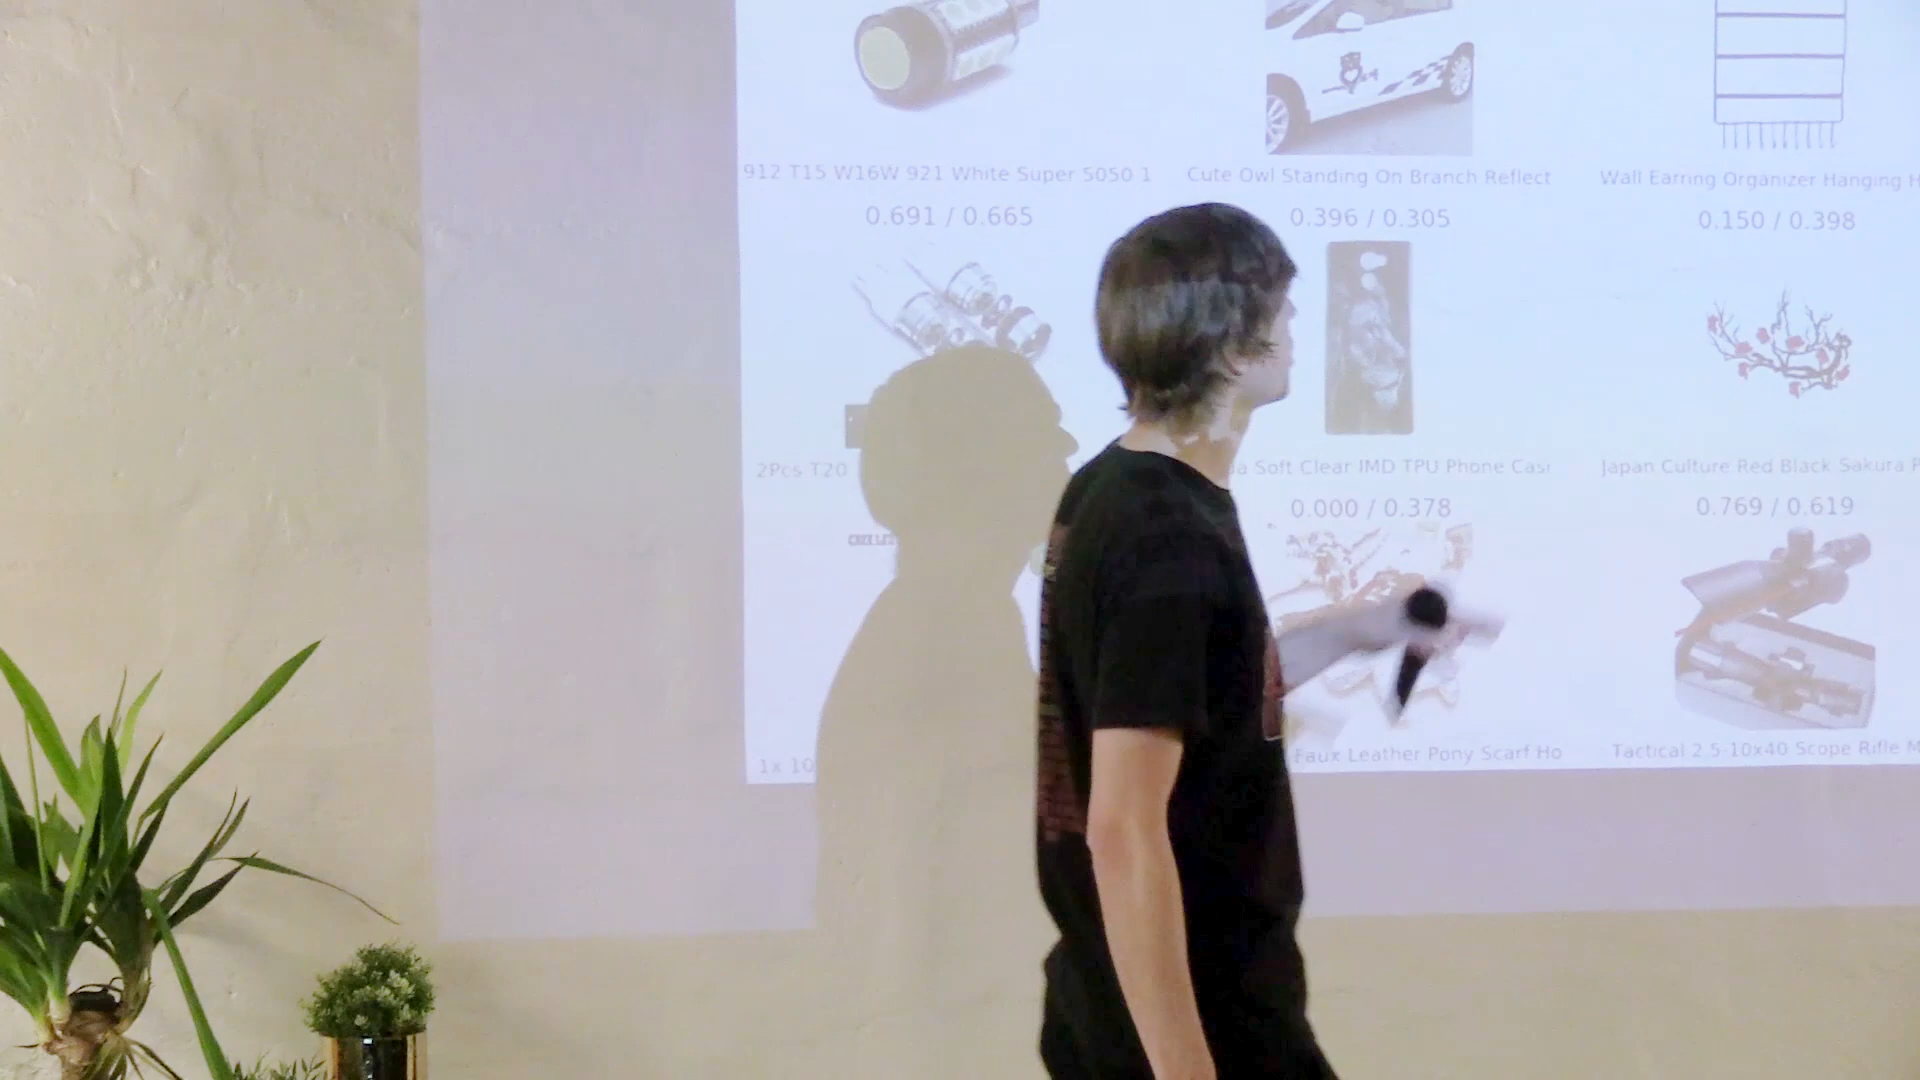 912 T15 W16W 921 White Super 5050 1
Cute Owl Standing On Branch Reflect
Wall Earring Organizer Hanging H
0.691 / 0.665
0.396 / 0.305
0.150 / 0.398
2Pcs T20
Soft Clear IMD TPU Phone Casi
Japan Culture Red Black Sakura
0.000 / 0.378
0.769 / 0.619
1x 10
Faux Leather Pony Scarf Ho
Tactical 2.5-10x40 Scope Rifle M